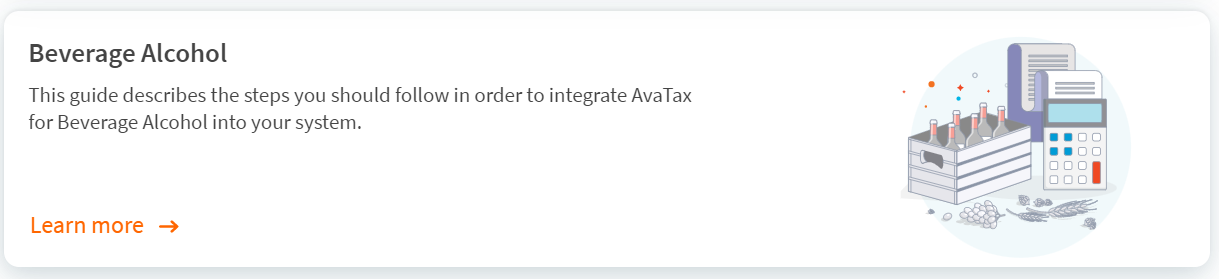 Beverage Alcohol
This guide describes the steps you should follow in order to integrate AvaTax
for Beverage Alcohol into your system.
Learn more →